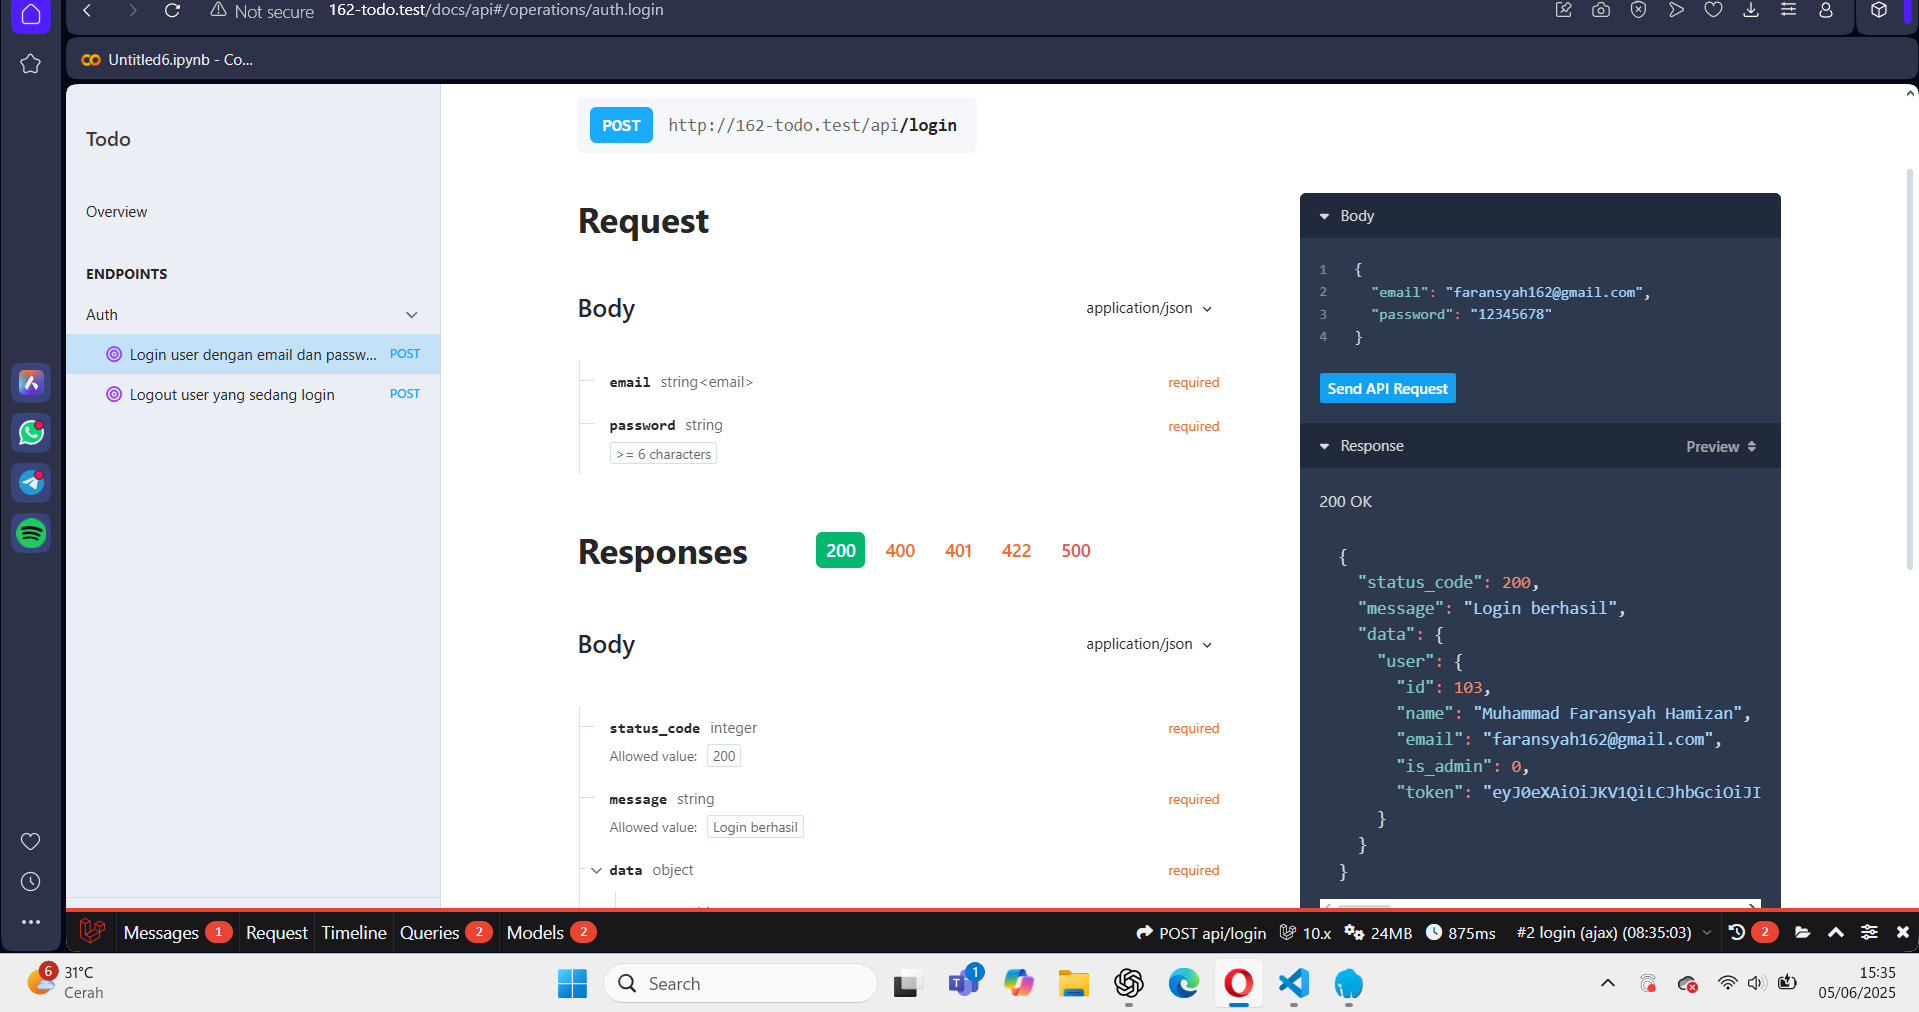 Not secure 162-todo.test/docs/api#/operations/auth.login
Untitled6.ipynb - Co...
Todo
Overview
ENDPOINTS
Auth
Login user dengan email dan passw... POST
Logout user yang sedang login POST
POST http://162-todo.test/api/login
Request
Body application/json
email string<email> required
password string required
>= 6 characters
Responses 200 400 401 422 500
Body application/json
status_code integer required
Allowed value: 200
message string required
Allowed value: Login berhasil
data object required
Body
1 {
2 "email": "faransyah162@gmail.com",
3 "password": "12345678"
4 }
Send API Request
Response Preview
200 OK
{
"status_code": 200,
"message": "Login berhasil",
"data": {
"user": {
"id": 103,
"name": "Muhammad Faransyah Hamizan",
"email": "faransyah162@gmail.com",
"is_admin": 0,
"token": "eyJ0eXAiOiJKV1QiLCJhbGciOiJI
}
}
}
Messages 1 Request Timeline Queries 2 Models 2 POST api/login 10.x 24MB 875ms #2 login (ajax) (08:35:03) 2
6 31°C
Cerah
Search
1
15:35
05/06/2025